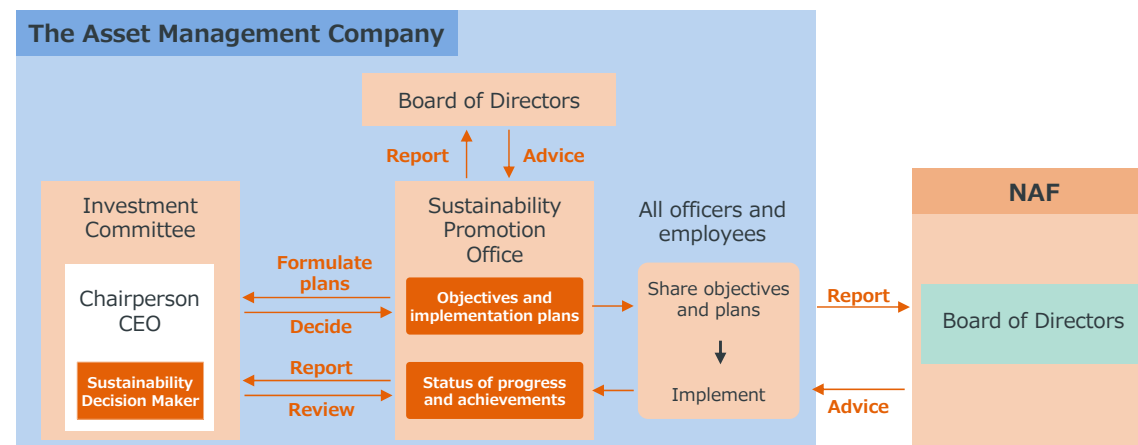 The Asset Management Company
Board of Directors
Report
Advice
Investment
Committee
Chairperson
CEO
Sustainability
Decision Maker
Formulate
plans
Decide
Report
Review
Sustainability
Promotion
Office
Objectives and
implementation plans
Status of progress
and achievements
All officers and
employees
Share objectives
and plans
Implement
Report
Advice
NAF
Board of Directors